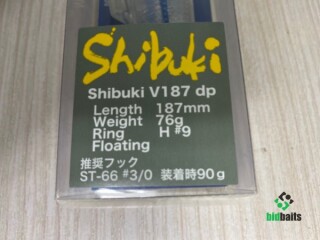 Shibuki
Shibuki V187 dp
Length 187mm
Weight 76g
Ring H #9
Floating
推奨フック
ST-66 #3/0 装着時90g
bidbaits